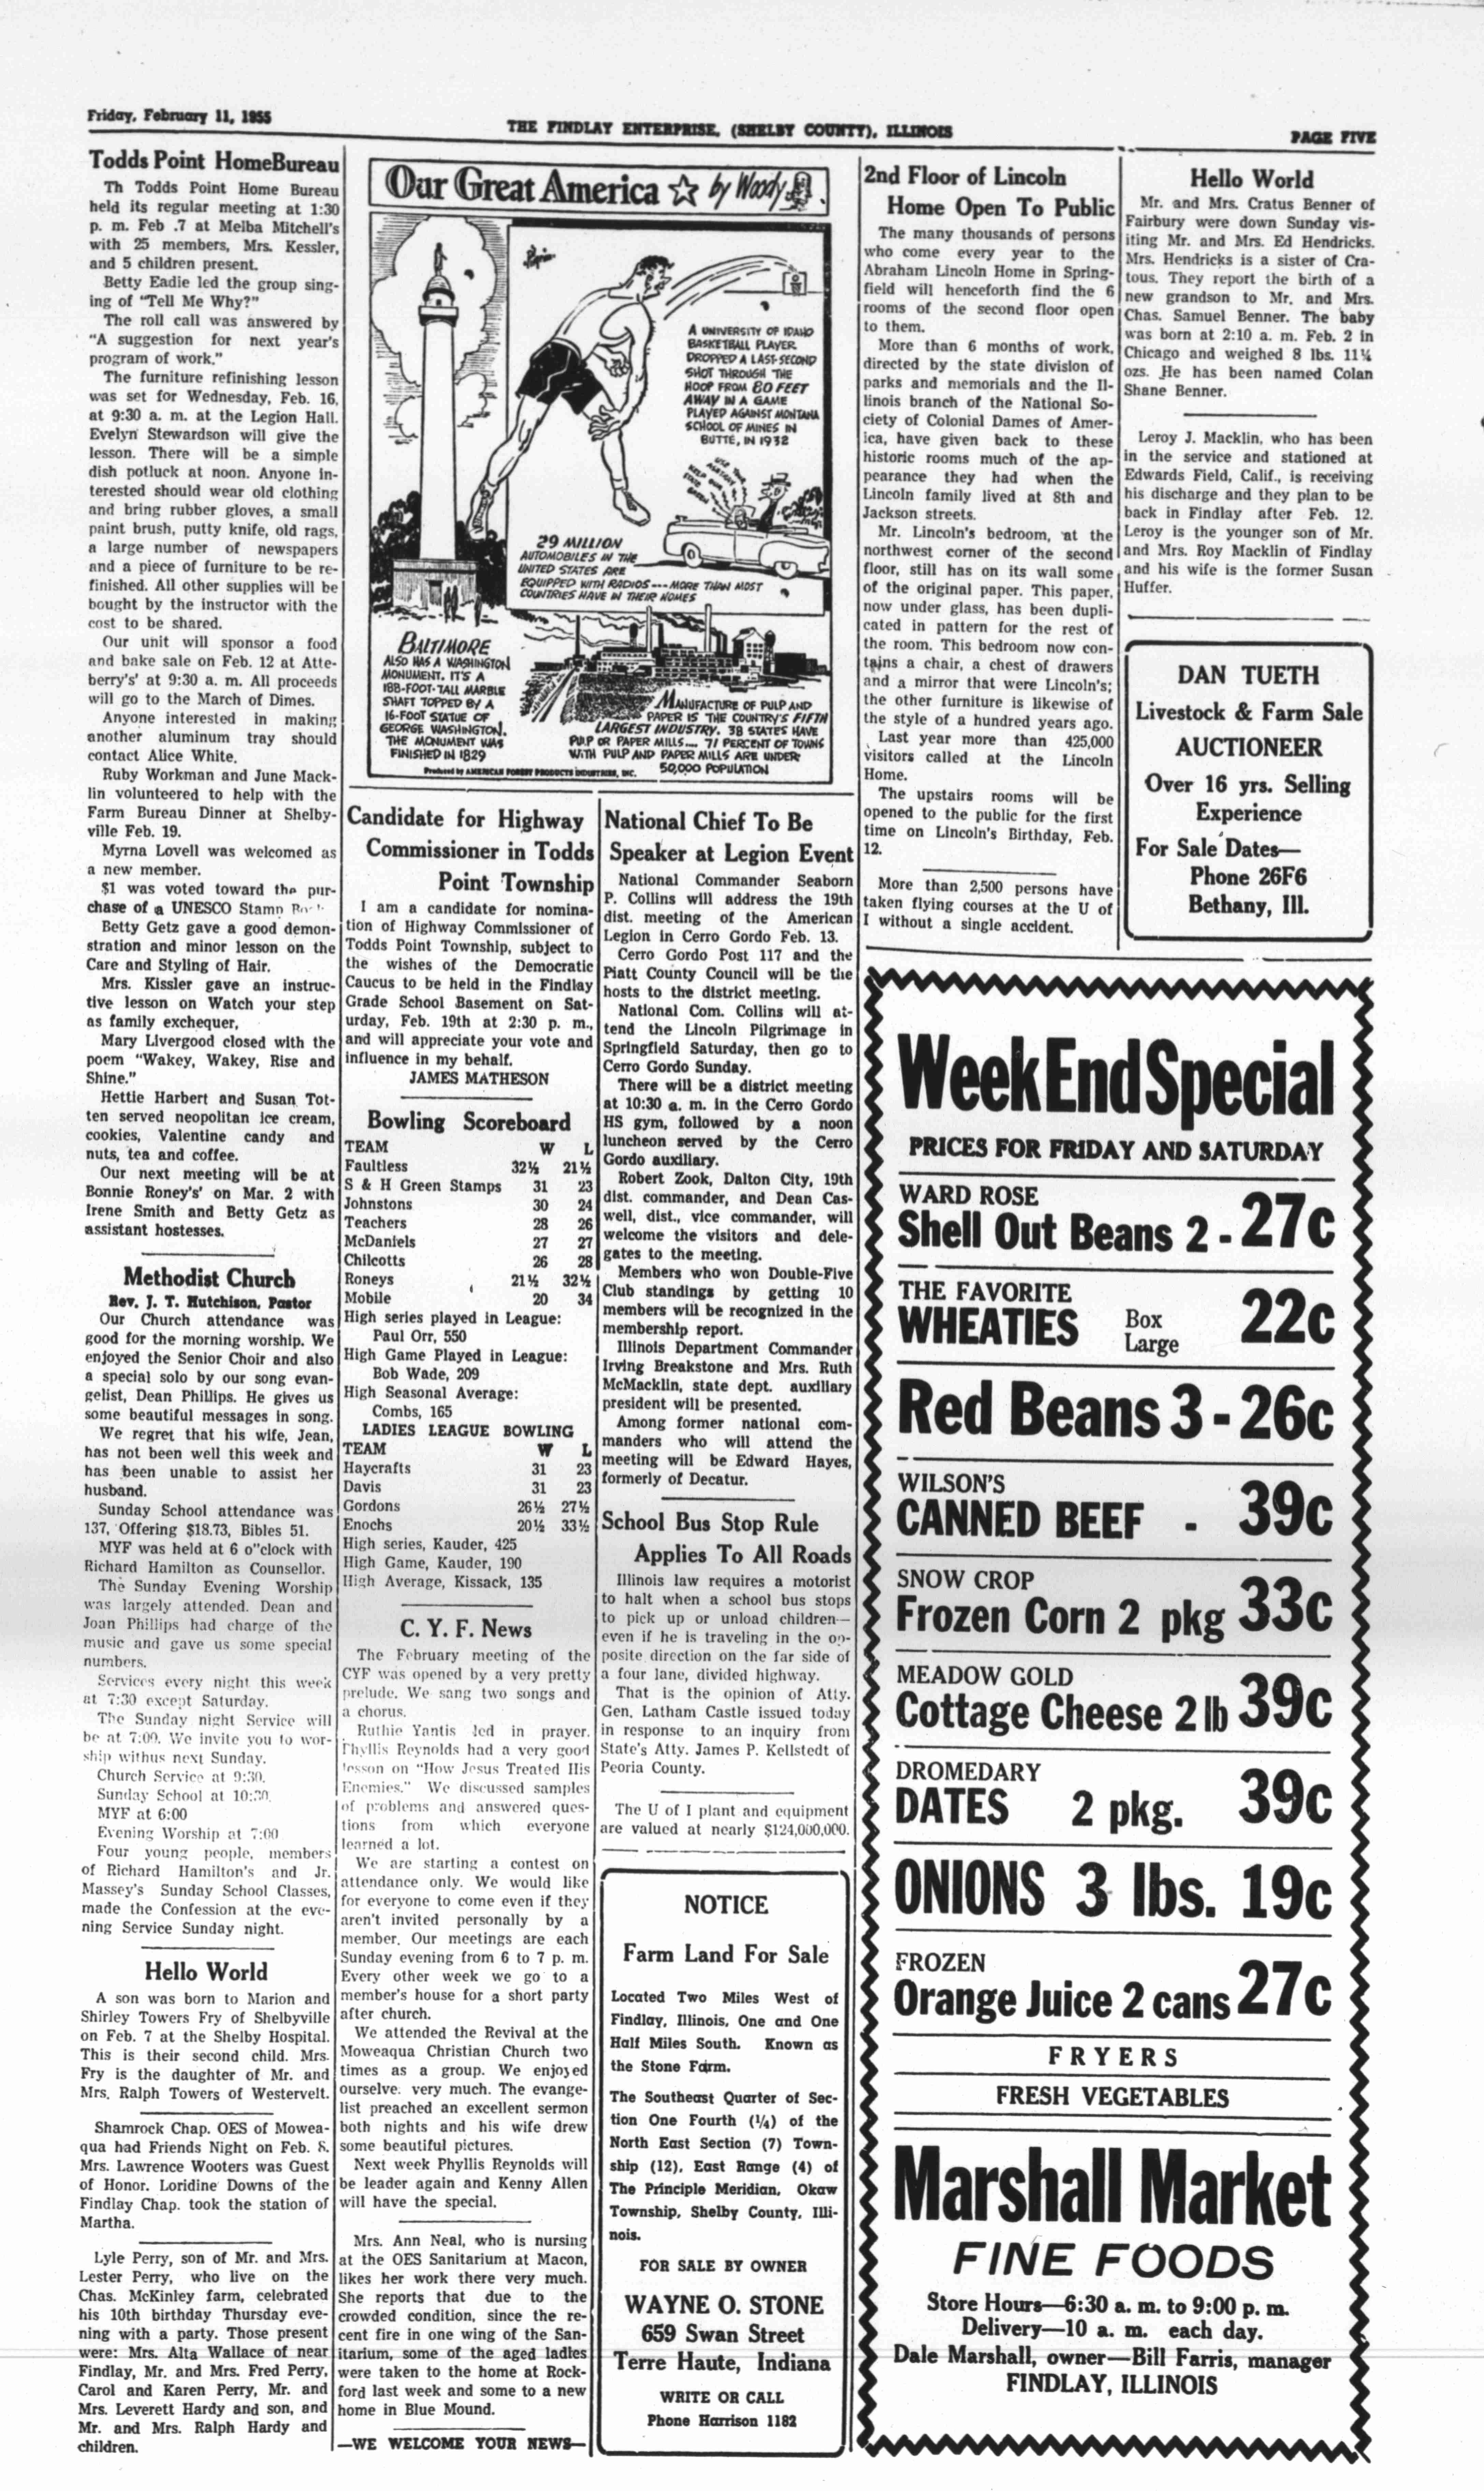 Friday, February 11, 1955
THE FINDLAY ENTERPRISE, (SHELBY COUNTY), ILLINOIS
PAGE FIVE
Todds Point HomeBureau
Th Todds Point Home Bureau
held its regular meeting at 1:30
p. m. Feb .7 at Melba Mitchell's
with 25 members, Mrs. Kessler,
and 5 children present.
Betty Eadie led the group sing-
ing of "Tell Me Why?"
The roll call was answered by
"A suggestion for next year's
program of work."
The furniture refinishing lesson
was set for Wednesday, Feb. 16,
at 9:30 a. m. at the Legion Hall.
Evelyn Stewardson will give the
lesson. There will be a simple
dish potluck at noon. Anyone in-
terested should wear old clothing
and bring rubber gloves, a small
paint brush, putty knife, old rags,
a large number of newspapers
and a piece of furniture to be re-
finished. All other supplies will be
bought by the instructor with the
cost to be shared.
Our unit will sponsor a food
and bake sale on Feb. 12 at Atte-
berry's' at 9:30 a. m. All proceeds
will go to the March of Dimes.
Anyone interested in making
another aluminum tray should
contact Alice White.
Ruby Workman and June Mack-
lin volunteered to help with the
Farm Bureau Dinner at Shelby-
ville Feb. 19.
Myrna Lovell was welcomed as
a new member.
$1 was voted toward the pur-
chase of a UNESCO Stamp
Betty Getz gave a good demon-
stration and minor lesson on the
Care and Styling of Hair.
Mrs. Kissler gave an instruc-
tive lesson on Watch your step
as family exchequer,
Mary Livergood closed with the
poem "Wakey, Wakey, Rise and
Shine."
Hettie Harbert and Susan Tot-
ten served neopolitan ice cream,
cookies, Valentine candy and
nuts, tea and coffee.
Our next meeting will be at
Bonnie Roney's' on Mar. 2 with
Irene Smith and Betty Getz as
assistant hostesses.
Methodist Church
Rev. J. T. Hutchison, Pastor
Our Church attendance was
good for the morning worship. We
enjoyed the Senior Choir and also
a special solo by our song evan-
gelist, Dean Phillips. He gives us
some beautiful messages in song.
We regret that his wife, Jean,
has not been well this week and
has been unable to assist her
husband.
Sunday School attendance was
137, Offering $18.73, Bibles 51.
MYF was held at 6 o"clock with
Richard Hamilton as Counsellor.
The Sunday Evening Worship
was largely attended. Dean and
Joan Phillips had charge of the
music and gave us some special
numbers.
Services every night this week
at 7:30 except Saturday.
The Sunday night Service will
be at 7:00. We invite you to wor-
ship withus next Sunday.
Church Service at 9:30.
Sunday School at 10:30.
MYF at 6:00
Evening Worship at 7:00
Four young people, members
of Richard Hamilton's and Jr.
Massey's Sunday School Classes,
made the Confession at the eve-
ning Service Sunday night.
Hello World
A son was born to Marion and
Shirley Towers Fry of Shelbyville
on Feb. 7 at the Shelby Hospital.
This is their second child. Mrs.
Fry is the daughter of Mr. and
Mrs. Ralph Towers of Westervelt.
Shamrock Chap. OES of Mowea-
qua had Friends Night on Feb. 8.
Mrs. Lawrence Wooters was Guest
of Honor. Loridine Downs of the
Findlay Chap. took the station of
Martha.
Lyle Perry, son of Mr. and Mrs.
Lester Perry, who live on the
Chas. McKinley farm, celebrated
his 10th birthday Thursday eve-
ning with a party. Those present
were: Mrs. Alta Wallace of near
Findlay, Mr. and Mrs. Fred Perry,
Carol and Karen Perry, Mr. and
Mrs. Leverett Hardy and son, and
Mr. and Mrs. Ralph Hardy and
children.
Our Great America ☆ by Woody
A UNIVERSITY OF IDAHO
BASKETBALL PLAYER
DROPPED A LAST-SECOND
SHOT THROUGH THE
HOOP FROM 80 FEET
AWAY IN A GAME
PLAYED AGAINST MONTANA
SCHOOL OF MINES IN
BUTTE, IN 1932
29 MILLION
AUTOMOBILES IN THE
UNITED STATES ARE
EQUIPPED WITH RADIOS---MORE THAN MOST
COUNTRIES HAVE IN THEIR HOMES
BALTIMORE
ALSO HAS A WASHINGTON
MONUMENT. IT'S A
188-FOOT-TALL MARBLE
SHAFT TOPPED BY A
16-FOOT STATUE OF
GEORGE WASHINGTON.
THE MONUMENT WAS
FINISHED IN 1829
MANUFACTURE OF PULP AND
PAPER IS THE COUNTRY'S FIFTH
LARGEST INDUSTRY. 38 STATES HAVE
PULP OR PAPER MILLS.... 71 PERCENT OF TOWNS
WITH PULP AND PAPER MILLS ARE UNDER
50,000 POPULATION
Produced by AMERICAN FOREST PRODUCTS INDUSTRIES, INC.
Candidate for Highway
Commissioner in Todds
Point Township
I am a candidate for nomina-
tion of Highway Commissioner of
Todds Point Township, subject to
the wishes of the Democratic
Caucus to be held in the Findlay
Grade School Basement on Sat-
urday, Feb. 19th at 2:30 p. m.,
and will appreciate your vote and
influence in my behalf.
JAMES MATHESON
Bowling Scoreboard
TEAM W L
Faultless 32½ 21½
S & H Green Stamps 31 23
Johnstons 30 24
Teachers 28 26
McDaniels 27 27
Chilcotts 26 28
Roneys 21½ 32½
Mobile 20 34
High series played in League:
Paul Orr, 550
High Game Played in League:
Bob Wade, 209
High Seasonal Average:
Combs, 165
LADIES LEAGUE BOWLING
TEAM W L
Haycrafts 31 23
Davis 31 23
Gordons 26½ 27½
Enochs 20½ 33½
High series, Kauder, 425
High Game, Kauder, 190
High Average, Kissack, 135
C. Y. F. News
The February meeting of the
CYF was opened by a very pretty
prelude. We sang two songs and
a chorus.
Ruthie Yantis led in prayer.
Phyllis Reynolds had a very good
lesson on "How Jesus Treated His
Enemies." We discussed samples
of problems and answered ques-
tions from which everyone
learned a lot.
We are starting a contest on
attendance only. We would like
for everyone to come even if they
aren't invited personally by a
member. Our meetings are each
Sunday evening from 6 to 7 p. m.
Every other week we go to a
member's house for a short party
after church.
We attended the Revival at the
Moweaqua Christian Church two
times as a group. We enjoyed
ourselve. very much. The evange-
list preached an excellent sermon
both nights and his wife drew
some beautiful pictures.
Next week Phyllis Reynolds will
be leader again and Kenny Allen
will have the special.
Mrs. Ann Neal, who is nursing
at the OES Sanitarium at Macon,
likes her work there very much.
She reports that due to the
crowded condition, since the re-
cent fire in one wing of the San-
itarium, some of the aged ladies
were taken to the home at Rock-
ford last week and some to a new
home in Blue Mound.
—WE WELCOME YOUR NEWS—
National Chief To Be
Speaker at Legion Event
National Commander Seaborn
P. Collins will address the 19th
dist. meeting of the American
Legion in Cerro Gordo Feb. 13.
Cerro Gordo Post 117 and the
Piatt County Council will be the
hosts to the district meeting.
National Com. Collins will at-
tend the Lincoln Pilgrimage in
Springfield Saturday, then go to
Cerro Gordo Sunday.
There will be a district meeting
at 10:30 a. m. in the Cerro Gordo
HS gym, followed by a noon
luncheon served by the Cerro
Gordo auxiliary.
Robert Zook, Dalton City, 19th
dist. commander, and Dean Cas-
well, dist., vice commander, will
welcome the visitors and dele-
gates to the meeting.
Members who won Double-Five
Club standings by getting 10
members will be recognized in the
membership report.
Illinois Department Commander
Irving Breakstone and Mrs. Ruth
McMacklin, state dept. auxiliary
president will be presented.
Among former national com-
manders who will attend the
meeting will be Edward Hayes,
formerly of Decatur.
School Bus Stop Rule
Applies To All Roads
Illinois law requires a motorist
to halt when a school bus stops
to pick up or unload children—
even if he is traveling in the op-
posite direction on the far side of
a four lane, divided highway.
That is the opinion of Atty.
Gen. Latham Castle issued today
in response to an inquiry from
State's Atty. James P. Kellstedt of
Peoria County.
The U of I plant and equipment
are valued at nearly $124,000,000.
NOTICE
Farm Land For Sale
Located Two Miles West of
Findlay, Illinois, One and One
Half Miles South. Known as
the Stone Farm.
The Southeast Quarter of Sec-
tion One Fourth (¼) of the
North East Section (7) Town-
ship (12), East Range (4) of
The Principle Meridian, Okaw
Township, Shelby County, Illi-
nois.
FOR SALE BY OWNER
WAYNE O. STONE
659 Swan Street
Terre Haute, Indiana
WRITE OR CALL
Phone Harrison 1182
2nd Floor of Lincoln
Home Open To Public
The many thousands of persons
who come every year to the
Abraham Lincoln Home in Spring-
field will henceforth find the 6
rooms of the second floor open
to them.
More than 6 months of work,
directed by the state division of
parks and memorials and the Il-
linois branch of the National So-
ciety of Colonial Dames of Amer-
ica, have given back to these
historic rooms much of the ap-
pearance they had when the
Lincoln family lived at 8th and
Jackson streets.
Mr. Lincoln's bedroom, at the
northwest corner of the second
floor, still has on its wall some
of the original paper. This paper,
now under glass, has been dupli-
cated in pattern for the rest of
the room. This bedroom now con-
tains a chair, a chest of drawers
and a mirror that were Lincoln's;
the other furniture is likewise of
the style of a hundred years ago.
Last year more than 425,000
visitors called at the Lincoln
Home.
The upstairs rooms will be
opened to the public for the first
time on Lincoln's Birthday, Feb.
12.
More than 2,500 persons have
taken flying courses at the U of
I without a single accident.
Hello World
Mr. and Mrs. Cratus Benner of
Fairbury were down Sunday vis-
iting Mr. and Mrs. Ed Hendricks.
Mrs. Hendricks is a sister of Cra-
tous. They report the birth of a
new grandson to Mr. and Mrs.
Chas. Samuel Benner. The baby
was born at 2:10 a. m. Feb. 2 in
Chicago and weighed 8 lbs. 11¼
ozs. He has been named Colan
Shane Benner.
Leroy J. Macklin, who has been
in the service and stationed at
Edwards Field, Calif., is receiving
his discharge and they plan to be
back in Findlay after Feb. 12.
Leroy is the younger son of Mr.
and Mrs. Roy Macklin of Findlay
and his wife is the former Susan
Huffer.
DAN TUETH
Livestock & Farm Sale
AUCTIONEER
Over 16 yrs. Selling
Experience
For Sale Dates—
Phone 26F6
Bethany, Ill.
Week End Special
PRICES FOR FRIDAY AND SATURDAY
WARD ROSE
Shell Out Beans 2 - 27c
THE FAVORITE
WHEATIES Box Large 22c
Red Beans 3 - 26c
WILSON'S
CANNED BEEF - 39c
SNOW CROP
Frozen Corn 2 pkg 33c
MEADOW GOLD
Cottage Cheese 2 lb 39c
DROMEDARY
DATES 2 pkg. 39c
ONIONS 3 lbs. 19c
FROZEN
Orange Juice 2 cans 27c
FRYERS
FRESH VEGETABLES
Marshall Market
FINE FOODS
Store Hours—6:30 a. m. to 9:00 p. m.
Delivery—10 a. m. each day.
Dale Marshall, owner—Bill Farris, manager
FINDLAY, ILLINOIS